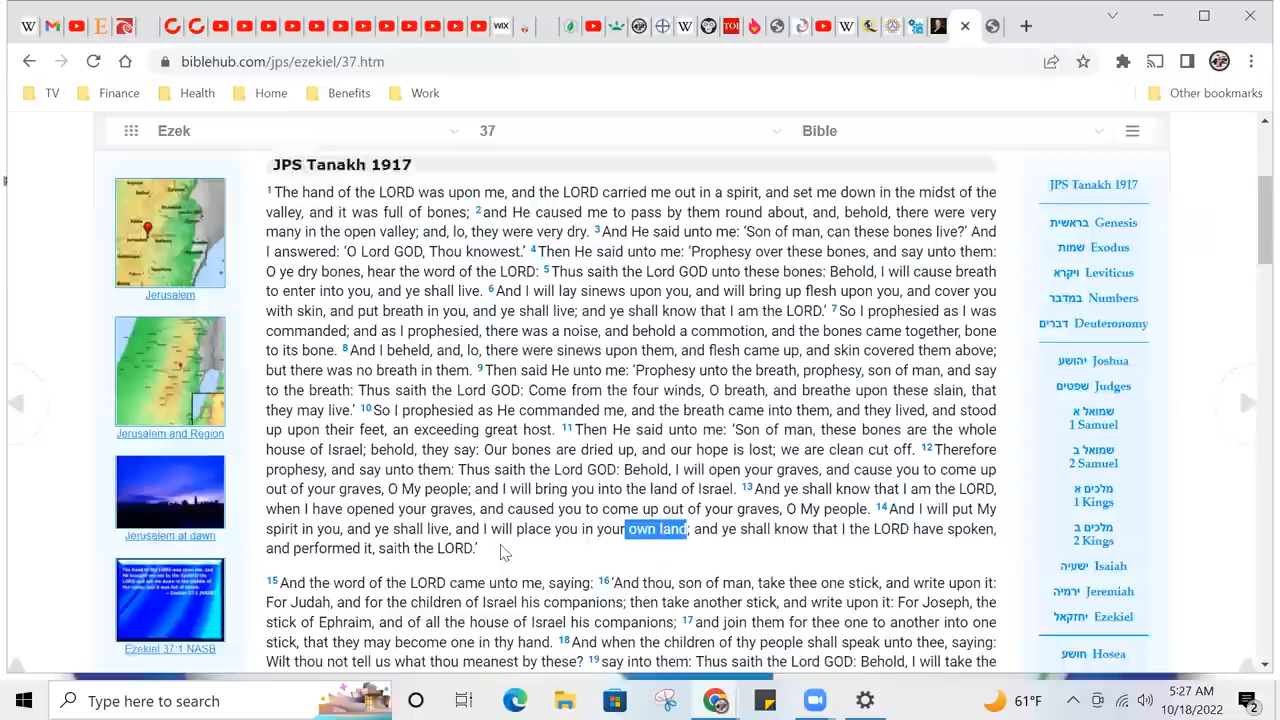 biblehub.com/jps/ezekiel/37.htm
TV Finance Health Home Benefits Work Other bookmarks
Ezek 37 Bible
JPS Tanakh 1917
1 The hand of the LORD was upon me, and the LORD carried me out in a spirit, and set me down in the midst of the
valley, and it was full of bones; 2 and He caused me to pass by them round about, and, behold, there were very
many in the open valley; and, lo, they were very dry. 3 And He said unto me: ‘Son of man, can these bones live?’ And
I answered: ‘O Lord GOD, Thou knowest.’ 4 Then He said unto me: ‘Prophesy over these bones, and say unto them:
O ye dry bones, hear the word of the LORD: 5 Thus saith the Lord GOD unto these bones: Behold, I will cause breath
to enter into you, and ye shall live. 6 And I will lay sinews upon you, and will bring up flesh upon you, and cover you
with skin, and put breath in you, and ye shall live; and ye shall know that I am the LORD.’ 7 So I prophesied as I was
commanded; and as I prophesied, there was a noise, and behold a commotion, and the bones came together, bone
to its bone. 8 And I beheld, and, lo, there were sinews upon them, and flesh came up, and skin covered them above;
but there was no breath in them. 9 Then said He unto me: ‘Prophesy unto the breath, prophesy, son of man, and say
to the breath: Thus saith the Lord GOD: Come from the four winds, O breath, and breathe upon these slain, that
they may live.’ 10 So I prophesied as He commanded me, and the breath came into them, and they lived, and stood
up upon their feet, an exceeding great host. 11 Then He said unto me: ‘Son of man, these bones are the whole
house of Israel; behold, they say: Our bones are dried up, and our hope is lost; we are clean cut off. 12 Therefore
prophesy, and say unto them: Thus saith the Lord GOD: Behold, I will open your graves, and cause you to come up
out of your graves, O My people; and I will bring you into the land of Israel. 13 And ye shall know that I am the LORD,
when I have opened your graves, and caused you to come up out of your graves, O My people. 14 And I will put My
spirit in you, and ye shall live, and I will place you in your own land; and ye shall know that I the LORD have spoken,
and performed it, saith the LORD.’
15 And the word of the LORD came unto me, saying: 16 ‘And thou, son of man, take thee one stick, and write upon it:
For Judah, and for the children of Israel his companions; then take another stick, and write upon it: For Joseph, the
stick of Ephraim, and of all the house of Israel his companions; 17 and join them for thee one to another into one
stick, that they may become one in thy hand. 18 And when the children of thy people shall speak unto thee, saying:
Wilt thou not tell us what thou meanest by these? 19 say into them: Thus saith the Lord GOD: Behold, I will take the
Jerusalem
Jerusalem and Region
Jerusalem at dawn
Ezekiel 37:1 NASB
JPS Tanakh 1917
בראשית Genesis
שמות Exodus
ויקרא Leviticus
במדבר Numbers
דברים Deuteronomy
יהושע Joshua
שפטים Judges
שמואל א
1 Samuel
שמואל ב
2 Samuel
מלכים א
1 Kings
מלכים ב
2 Kings
ישעיה Isaiah
ירמיה Jeremiah
יחזקאל Ezekiel
הושע Hosea
Type here to search
61°F
5:27 AM
10/18/2022
2